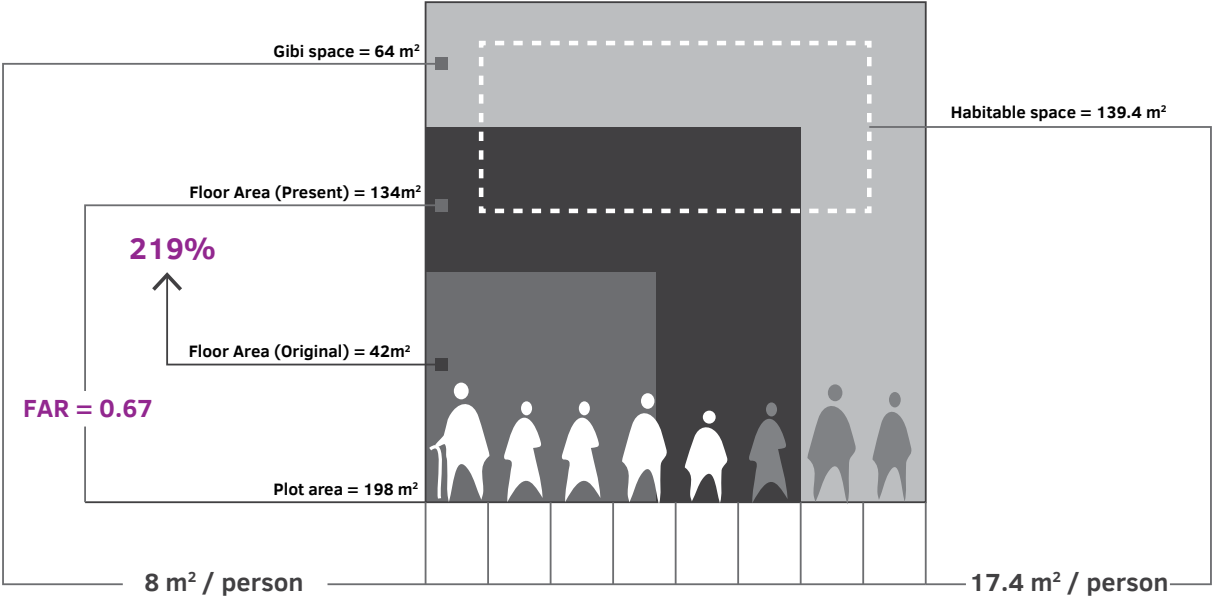 Gibi space = 64 m²
Habitable space = 139.4 m²
Floor Area (Present) = 134m²
219%
Floor Area (Original) = 42m²
FAR = 0.67
Plot area = 198 m²
8 m² / person
17.4 m² / person